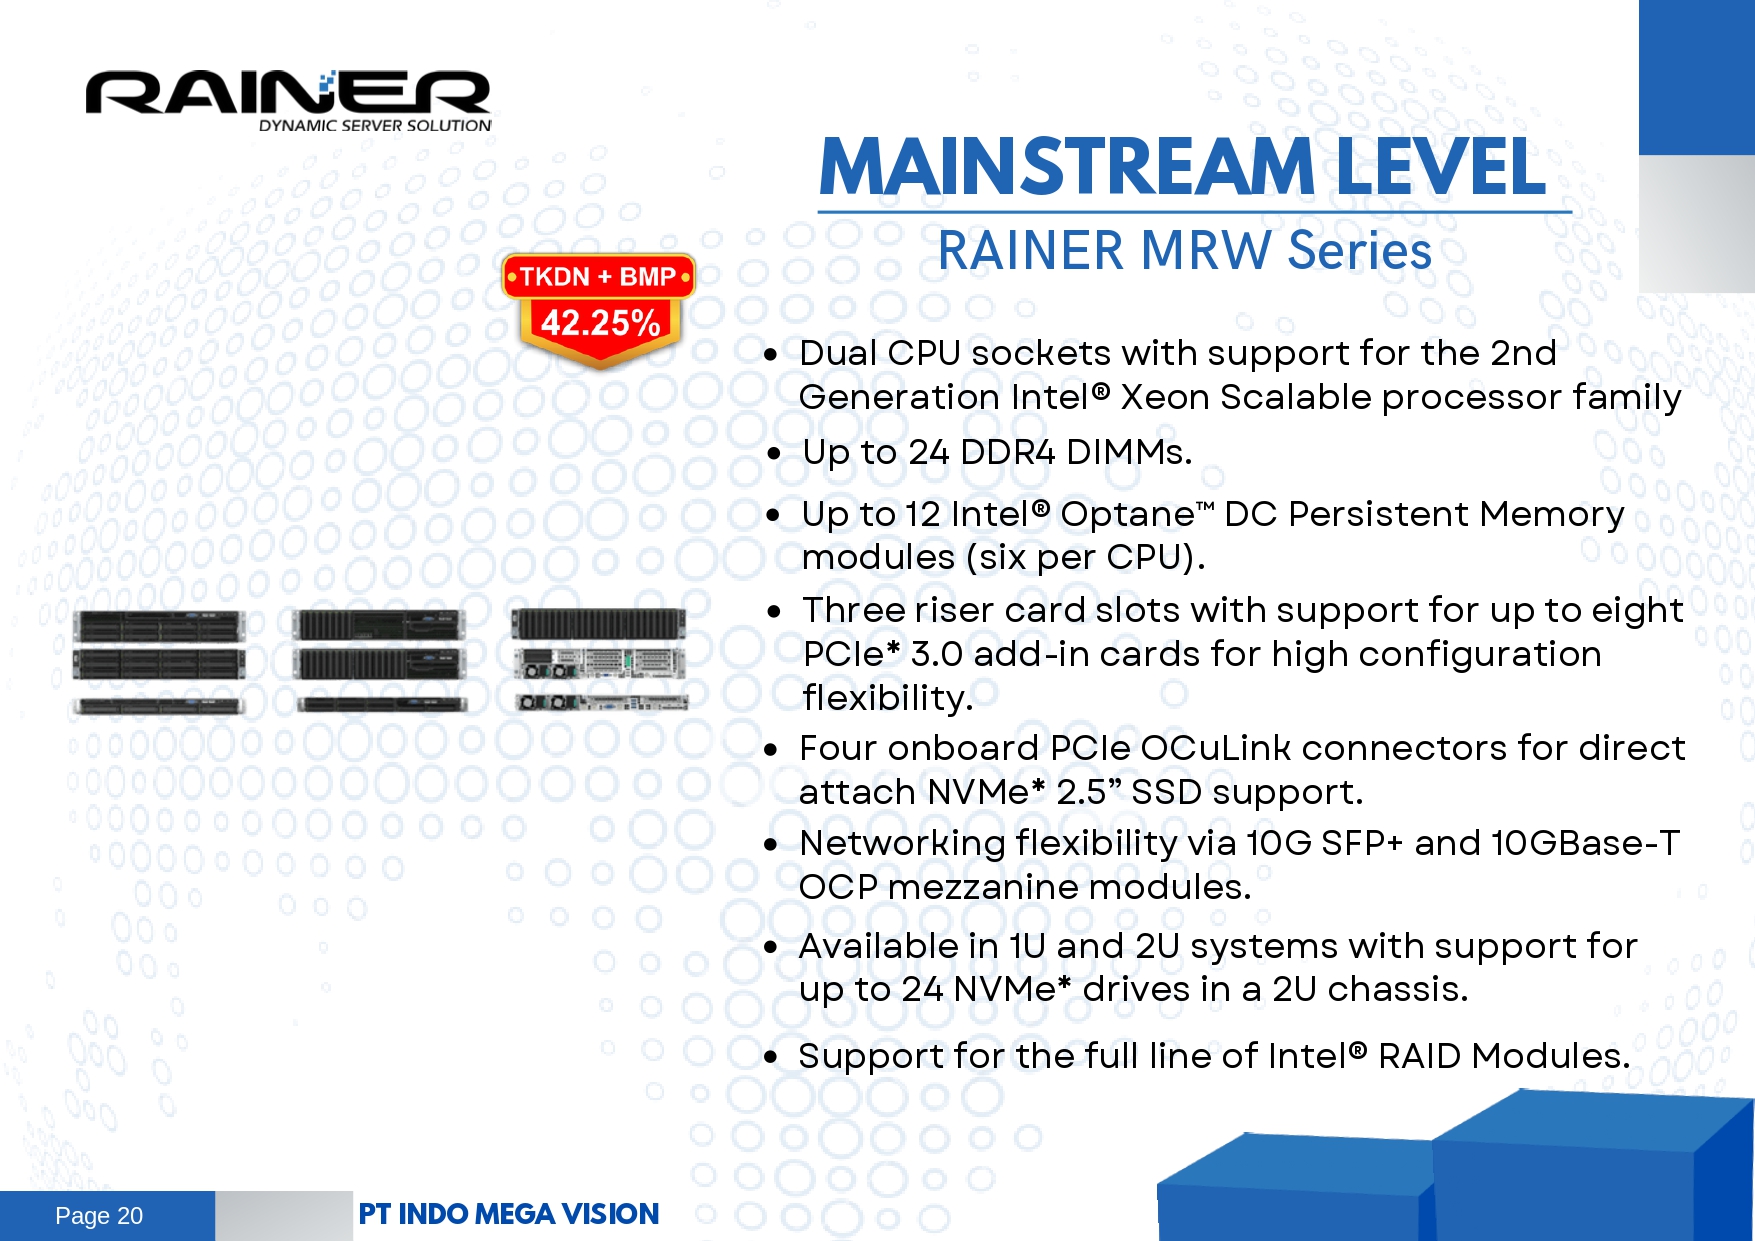 RAINER
DYNAMIC SERVER SOLUTION
MAINSTREAM LEVEL
RAINER MRW Series
TKDN + BMP
42.25%
• Dual CPU sockets with support for the 2nd
Generation Intel® Xeon Scalable processor family
• Up to 24 DDR4 DIMMs.
• Up to 12 Intel® Optane™ DC Persistent Memory
modules (six per CPU).
• Three riser card slots with support for up to eight
PCIe* 3.0 add-in cards for high configuration
flexibility.
• Four onboard PCIe OCuLink connectors for direct
attach NVMe* 2.5” SSD support.
• Networking flexibility via 10G SFP+ and 10GBase-T
OCP mezzanine modules.
• Available in 1U and 2U systems with support for
up to 24 NVMe* drives in a 2U chassis.
• Support for the full line of Intel® RAID Modules.
Page 20
PT INDO MEGA VISION